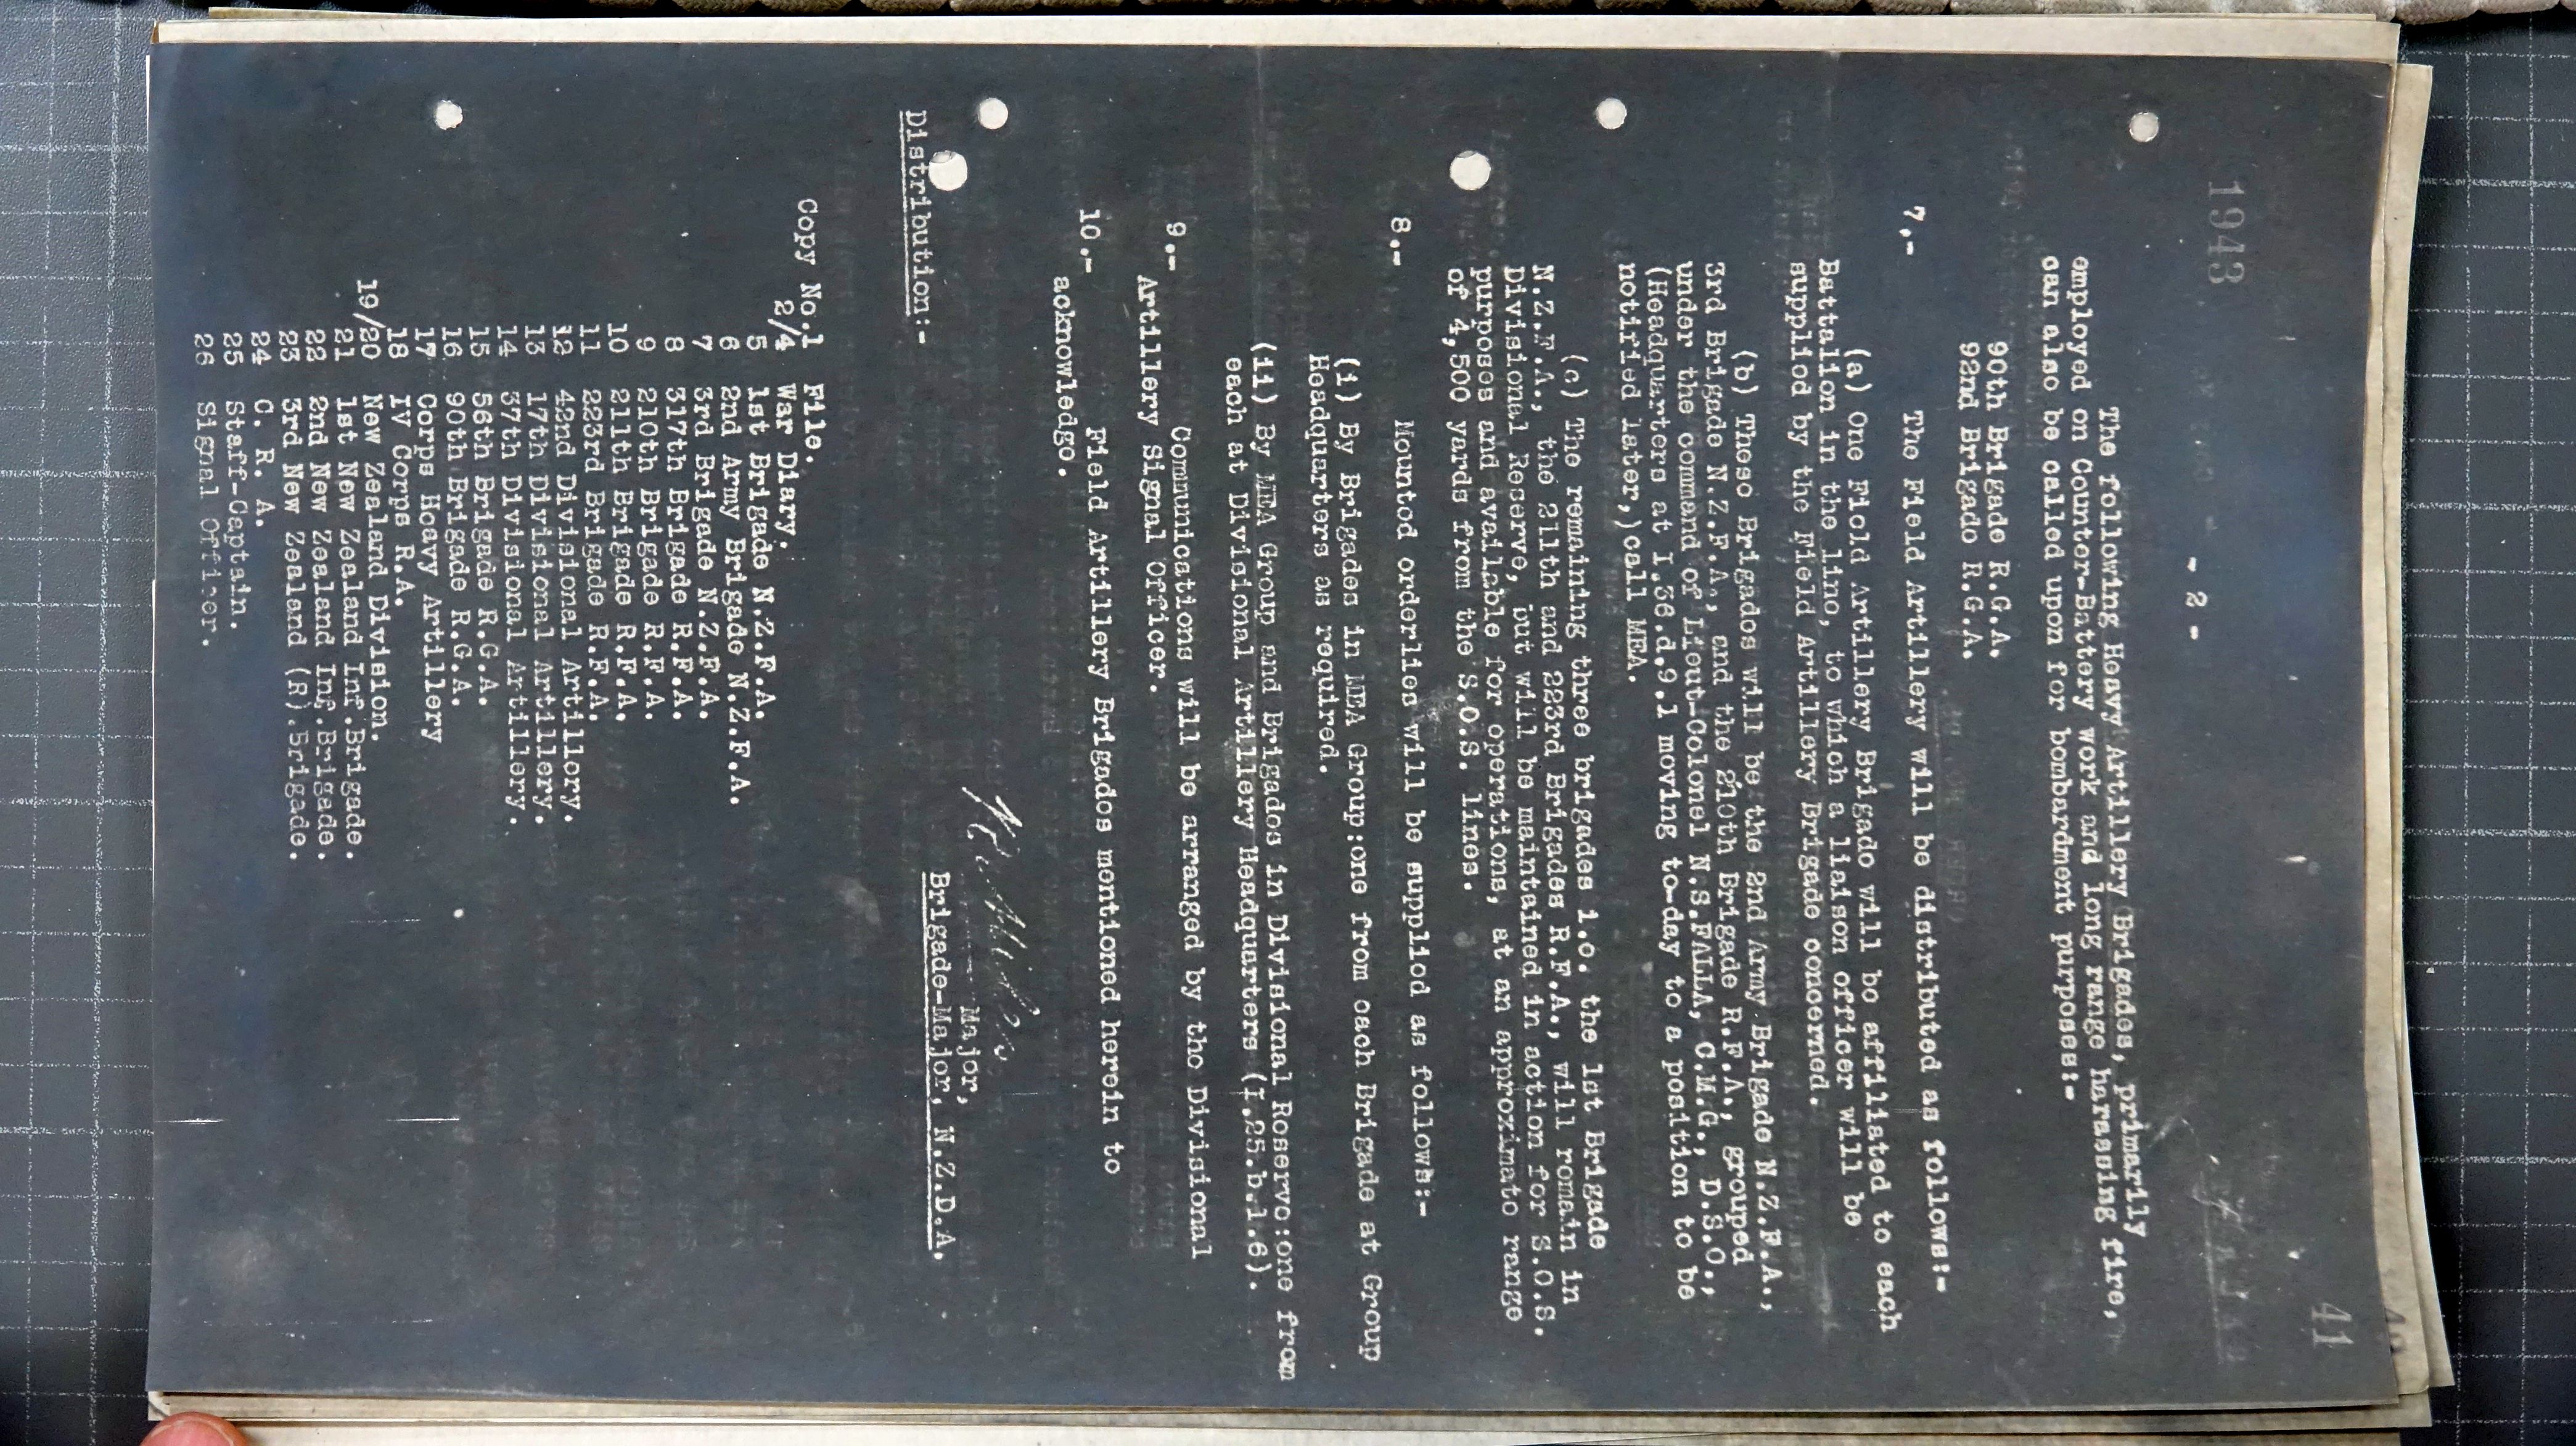 1943
41
- 2 -
The following Heavy Artillery Brigades, primarily
employed on Counter-Battery work and long range harassing fire,
can also be called upon for bombardment purposes:-
90th Brigade R.G.A.
92nd Brigade R.G.A.
7.- The Field Artillery will be distributed as follows:-
(a) One Field Artillery Brigade will be affiliated to each
Battalion in the line, to which a liaison officer will be
supplied by the Field Artillery Brigade concerned.
(b) These Brigades will be the 2nd Army Brigade N.Z.F.A.,
3rd Brigade N.Z.F.A., and the 210th Brigade R.F.A., grouped
under the command of Lieut-Colonel N.S.FALLA, C.M.G., D.S.O.,
(Headquarters at I.36.d.9.1 moving to-day to a position to be
notified later,) call MEA.
(c) The remaining three brigades i.e. the 1st Brigade
N.Z.F.A., the 211th and 223rd Brigades R.F.A., will remain in
Divisional Reserve, but will be maintained in action for S.O.S.
purposes and available for operations, at an approximate range
of 4,500 yards from the S.O.S. lines.
8.- Mounted orderlies will be supplied as follows:-
(i) By Brigades in MEA Group:one from each Brigade at Group
Headquarters as required.
(ii) By MEA Group and Brigades in Divisional Reserve:one from
each at Divisional Artillery Headquarters (I.25.b.1.6).
9.- Communications will be arranged by the Divisional
Artillery Signal Officer.
10.- Field Artillery Brigades mentioned herein to
acknowledge.
Major,
Brigade-Major, N.Z.D.A.
Distribution:-
Copy No.1 File.
2/4 War Diary.
5 1st Brigade N.Z.F.A.
6 2nd Army Brigade N.Z.F.A.
7 3rd Brigade N.Z.F.A.
8 317th Brigade R.F.A.
9 210th Brigade R.F.A.
10 211th Brigade R.F.A.
11 223rd Brigade R.F.A.
12 42nd Divisional Artillery.
13 17th Divisional Artillery.
14 37th Divisional Artillery.
15 56th Brigade R.G.A.
16 90th Brigade R.G.A.
17 Corps Heavy Artillery
18 IV Corps R.A.
19/20 New Zealand Division.
21 1st New Zealand Inf.Brigade.
22 2nd New Zealand Inf.Brigade.
23 3rd New Zealand (R).Brigade.
24 C. R. A.
25 Staff-Captain.
26 Signal Officer.